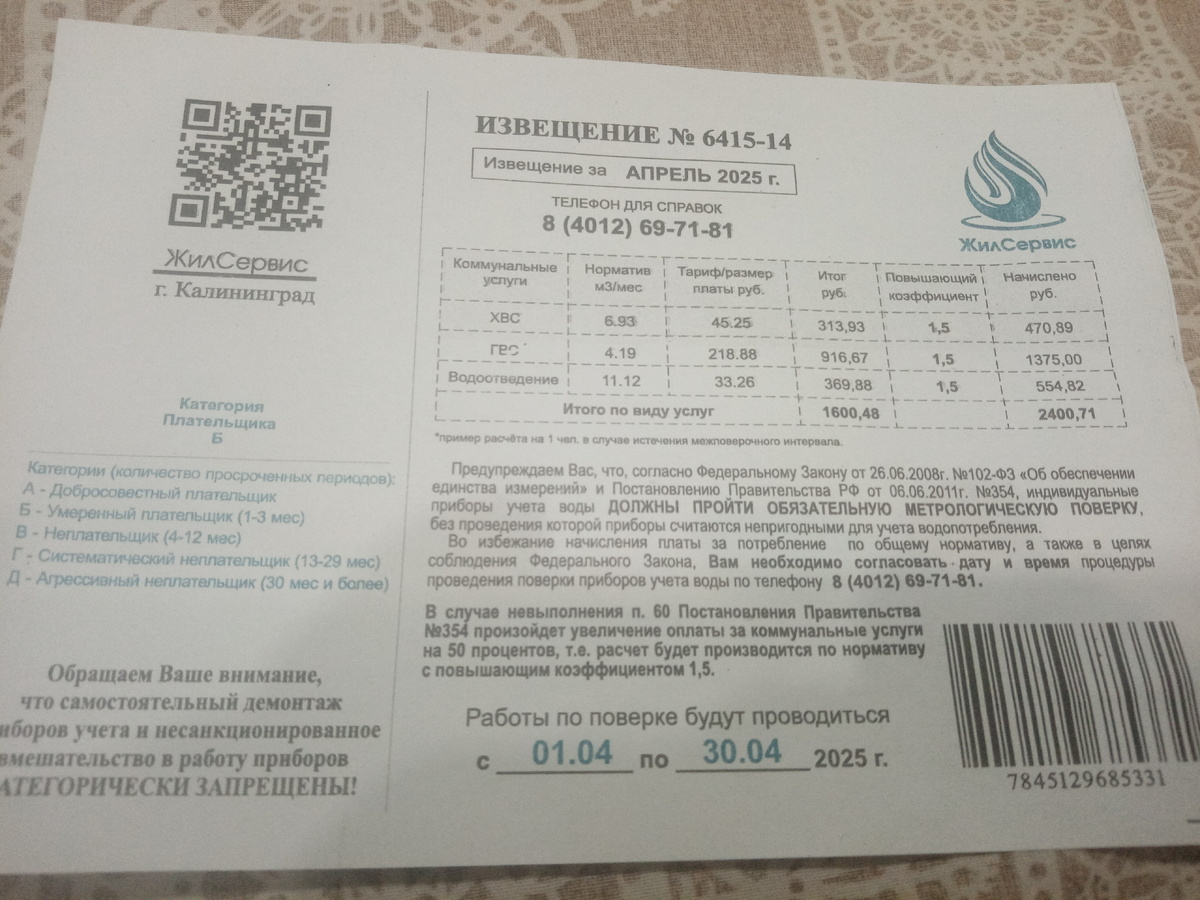 ЖилСервис
г. Калининград
Категория
Плательщика
Б
Категории (количество просроченных периодов):
А - Добросовестный плательщик
Б - Умеренный плательщик (1-3 мес)
В - Неплательщик (4-12 мес)
Г - Систематический неплательщик (13-29 мес)
Д - Агрессивный неплательщик (30 мес и более)
Обращаем Ваше внимание,
что самостоятельный демонтаж
иборов учета и несанкционированное
вмешательство в работу приборов
АТЕГОРИЧЕСКИ ЗАПРЕЩЕНЫ!
ИЗВЕЩЕНИЕ № 6415-14
Извещение за АПРЕЛЬ 2025 г.
ТЕЛЕФОН ДЛЯ СПРАВОК
8 (4012) 69-71-81
ЖилСервис
Коммунальные услуги Норматив м3/мес Тариф/размер платы руб. Итог руб. Повышающий коэффициент Начислено руб.
ХВС 6.93 45.25 313,93 1,5 470,89
ГВС 4.19 218.88 916,67 1,5 1375,00
Водоотведение 11.12 33.26 369,88 1,5 554,82
Итого по виду услуг 1600,48 2400,71
*пример расчёта на 1 чел. в случае истечения межповерочного интервала.
Предупреждаем Вас, что, согласно Федеральному Закону от 26.06.2008г. №102-ФЗ «Об обеспечении
единства измерений» и Постановлению Правительства РФ от 06.06.2011г. №354, индивидуальные
приборы учета воды ДОЛЖНЫ ПРОЙТИ ОБЯЗАТЕЛЬНУЮ МЕТРОЛОГИЧЕСКУЮ ПОВЕРКУ,
без проведения которой приборы считаются непригодными для учета водопотребления.
Во избежание начисления платы за потребление по общему нормативу, а также в целях
соблюдения Федерального Закона, Вам необходимо согласовать дату и время процедуры
проведения поверки приборов учета воды по телефону 8 (4012) 69-71-81.
В случае невыполнения п. 60 Постановления Правительства
№354 произойдет увеличение оплаты за коммунальные услуги
на 50 процентов, т.е. расчет будет производится по нормативу
с повышающим коэффициентом 1,5.
Работы по поверке будут проводиться
с 01.04 по 30.04 2025 г.
7845129685331